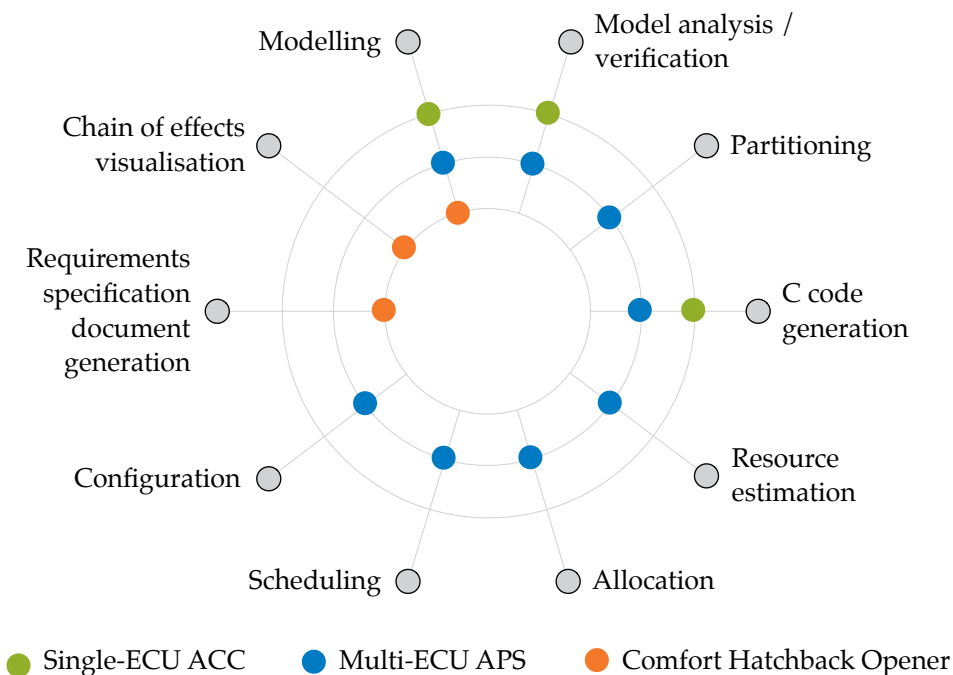 Modelling
Model analysis /
verification
Chain of effects
visualisation
Partitioning
Requirements
specification
document
generation
C code
generation
Configuration
Resource
estimation
Scheduling
Allocation
Single-ECU ACC
Multi-ECU APS
Comfort Hatchback Opener